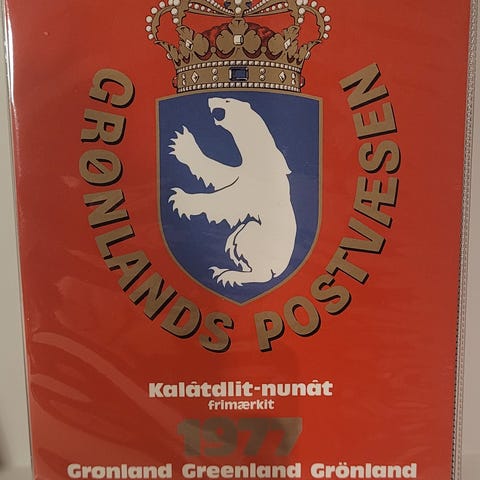 GRØNLANDS POSTVÆSEN
Kalâtdlit-nunât
frimærkit
1977
Grønland Greenland Grönland